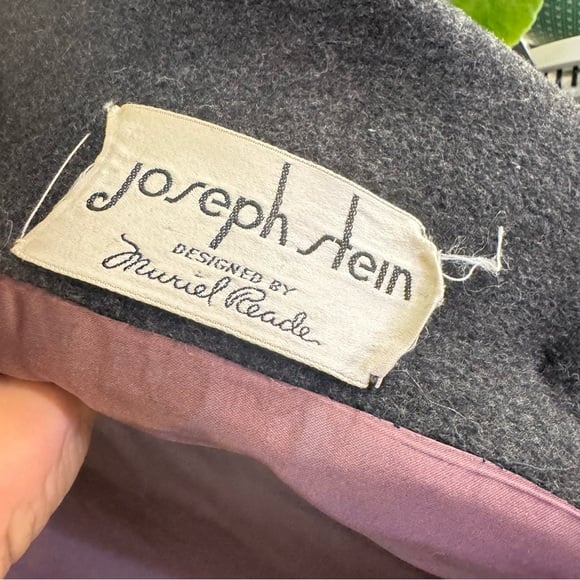 joseph stein
DESIGNED BY
Muriel Reade